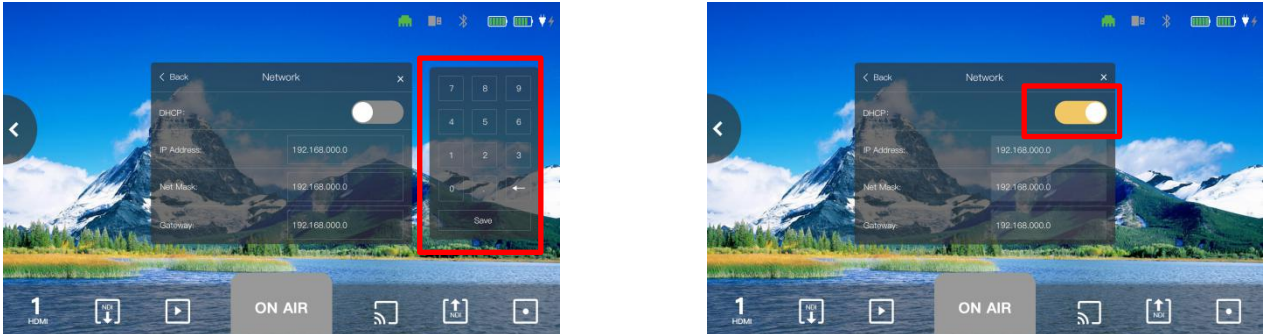 < Back Network ×
DHCP:
IP Address: 192.168.000.0
Net Mask: 192.168.000.0
Gateway: 192.168.000.0
7 8 9
4 5 6
1 2 3
0 . ←
Save
1
HDMI
NDI
ON AIR
NDI
< Back Network ×
DHCP:
IP Address: 192.168.000.0
Net Mask: 192.168.000.0
Gateway: 192.168.000.0
1
HDMI
NDI
ON AIR
NDI